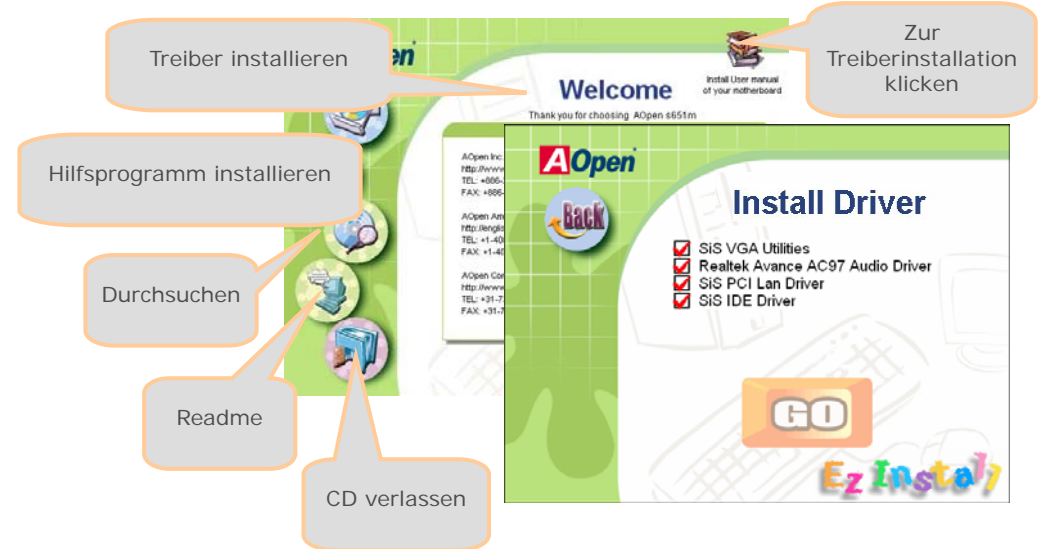 Treiber installieren
Zur
Treiberinstallation
klicken
Install User manual
of your motherboard
Welcome
Thank you for choosing AOpen s651m
Hilfsprogramm installieren
AOpen Inc.
http://www
TEL: +886-
FAX: +886-
AOpen Am
http://englis
TEL: +1-40
FAX: +1-40
AOpen Com
http://www
TEL: +31-7
FAX: +31-7
Durchsuchen
Readme
CD verlassen
AOpen
Back
Install Driver
SiS VGA Utilities
Realtek Avance AC97 Audio Driver
SiS PCI Lan Driver
SiS IDE Driver
GO
Ez Install